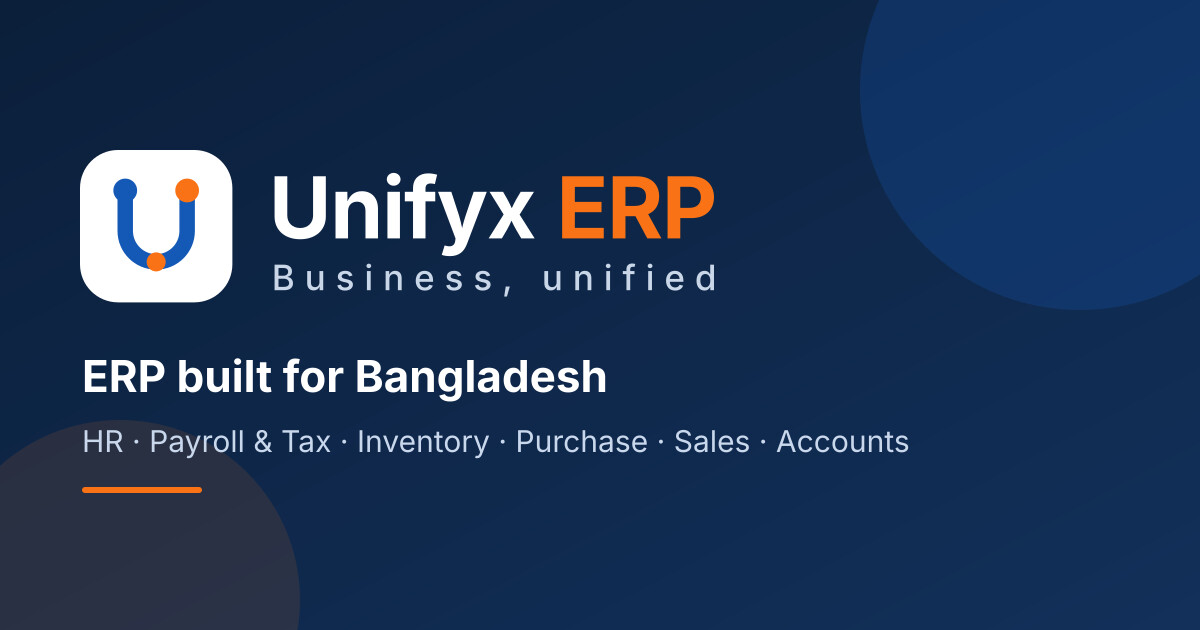 Unifyx ERP
Business, unified
ERP built for Bangladesh
HR · Payroll & Tax · Inventory · Purchase · Sales · Accounts